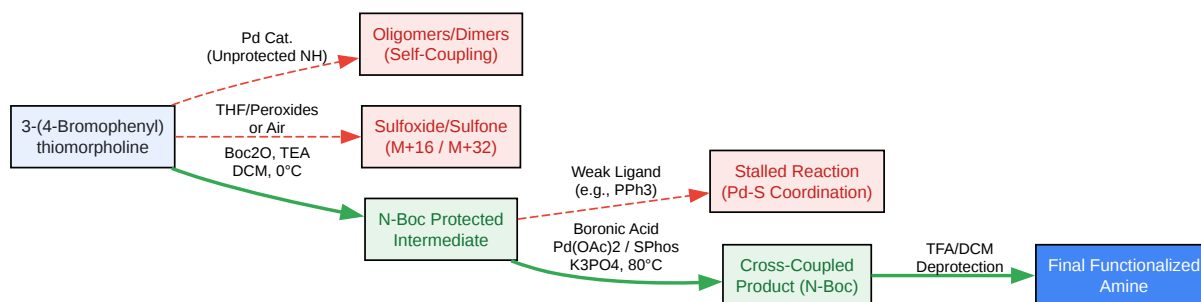 Pd Cat.
(Unprotected NH)
Oligomers/Dimers
(Self-Coupling)
3-(4-Bromophenyl)
thiomorpholine
THF/Peroxides
or Air
Sulfoxide/Sulfone
(M+16 / M+32)
Boc2O, TEA
DCM, 0°C
N-Boc Protected
Intermediate
Weak Ligand
(e.g., PPh3)
Stalled Reaction
(Pd-S Coordination)
Boronic Acid
Pd(OAc)2 / SPhos
K3PO4, 80°C
Cross-Coupled
Product (N-Boc)
TFA/DCM
Deprotection
Final Functionalized
Amine